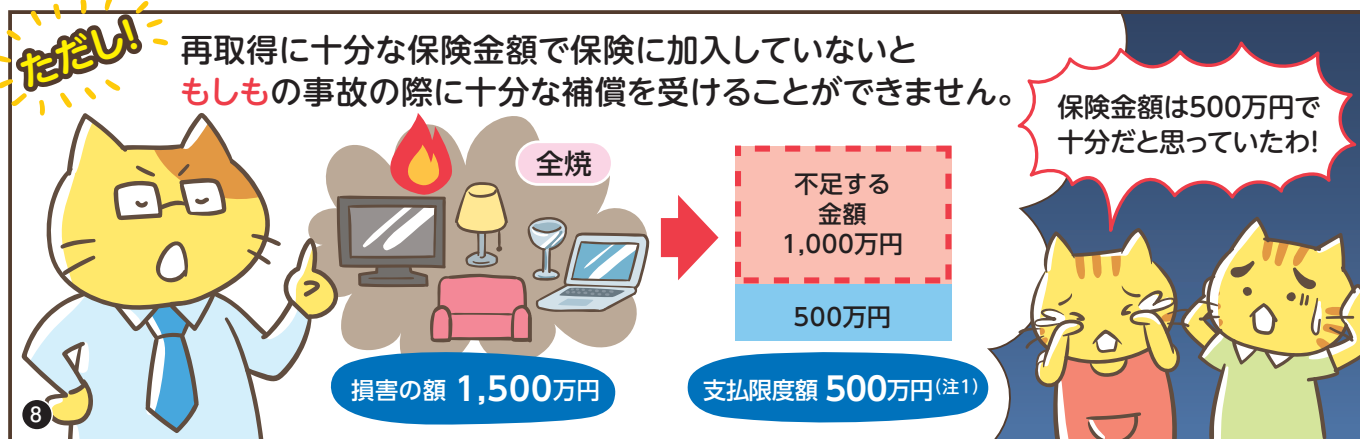 ただし!
再取得に十分な保険金額で保険に加入していないと
もしもの事故の際に十分な補償を受けることができません。
保険金額は500万円で
十分だと思っていたわ!
全焼
不足する
金額
1,000万円
500万円
損害の額 1,500万円
支払限度額 500万円(注1)
8